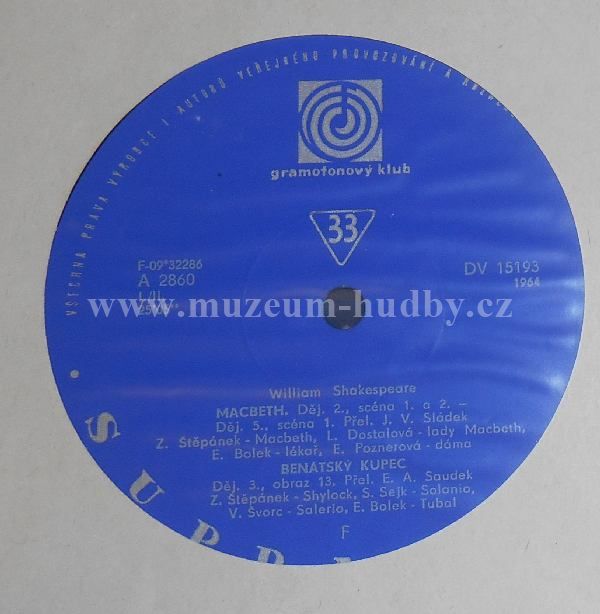 VŠECHNA PRÁVA VÝROBCE I AUTORŮ VEŘEJNÉHO PROVOZOVÁNÍ A
gramofonový klub
33
F-09*32286
A 2860
DV 15193
1964
www.muzeum-hudby.cz
William Shakespeare
MACBETH. Děj. 2., scéna 1. a 2. –
Děj. 5., scéna 1. Přel. J. V. Sládek
Z. Štěpánek - Macbeth, L. Dostalová - lady Macbeth,
E. Bolek - lékař, E. Poznerová - dáma
BENÁTSKÝ KUPEC
Děj. 3., obraz 13. Přel. E. A. Saudek
Z. Štěpánek - Shylock, S. Sejk - Solanio,
V. Švorc - Salerio, E. Bolek - Tubal
F
• SUPR